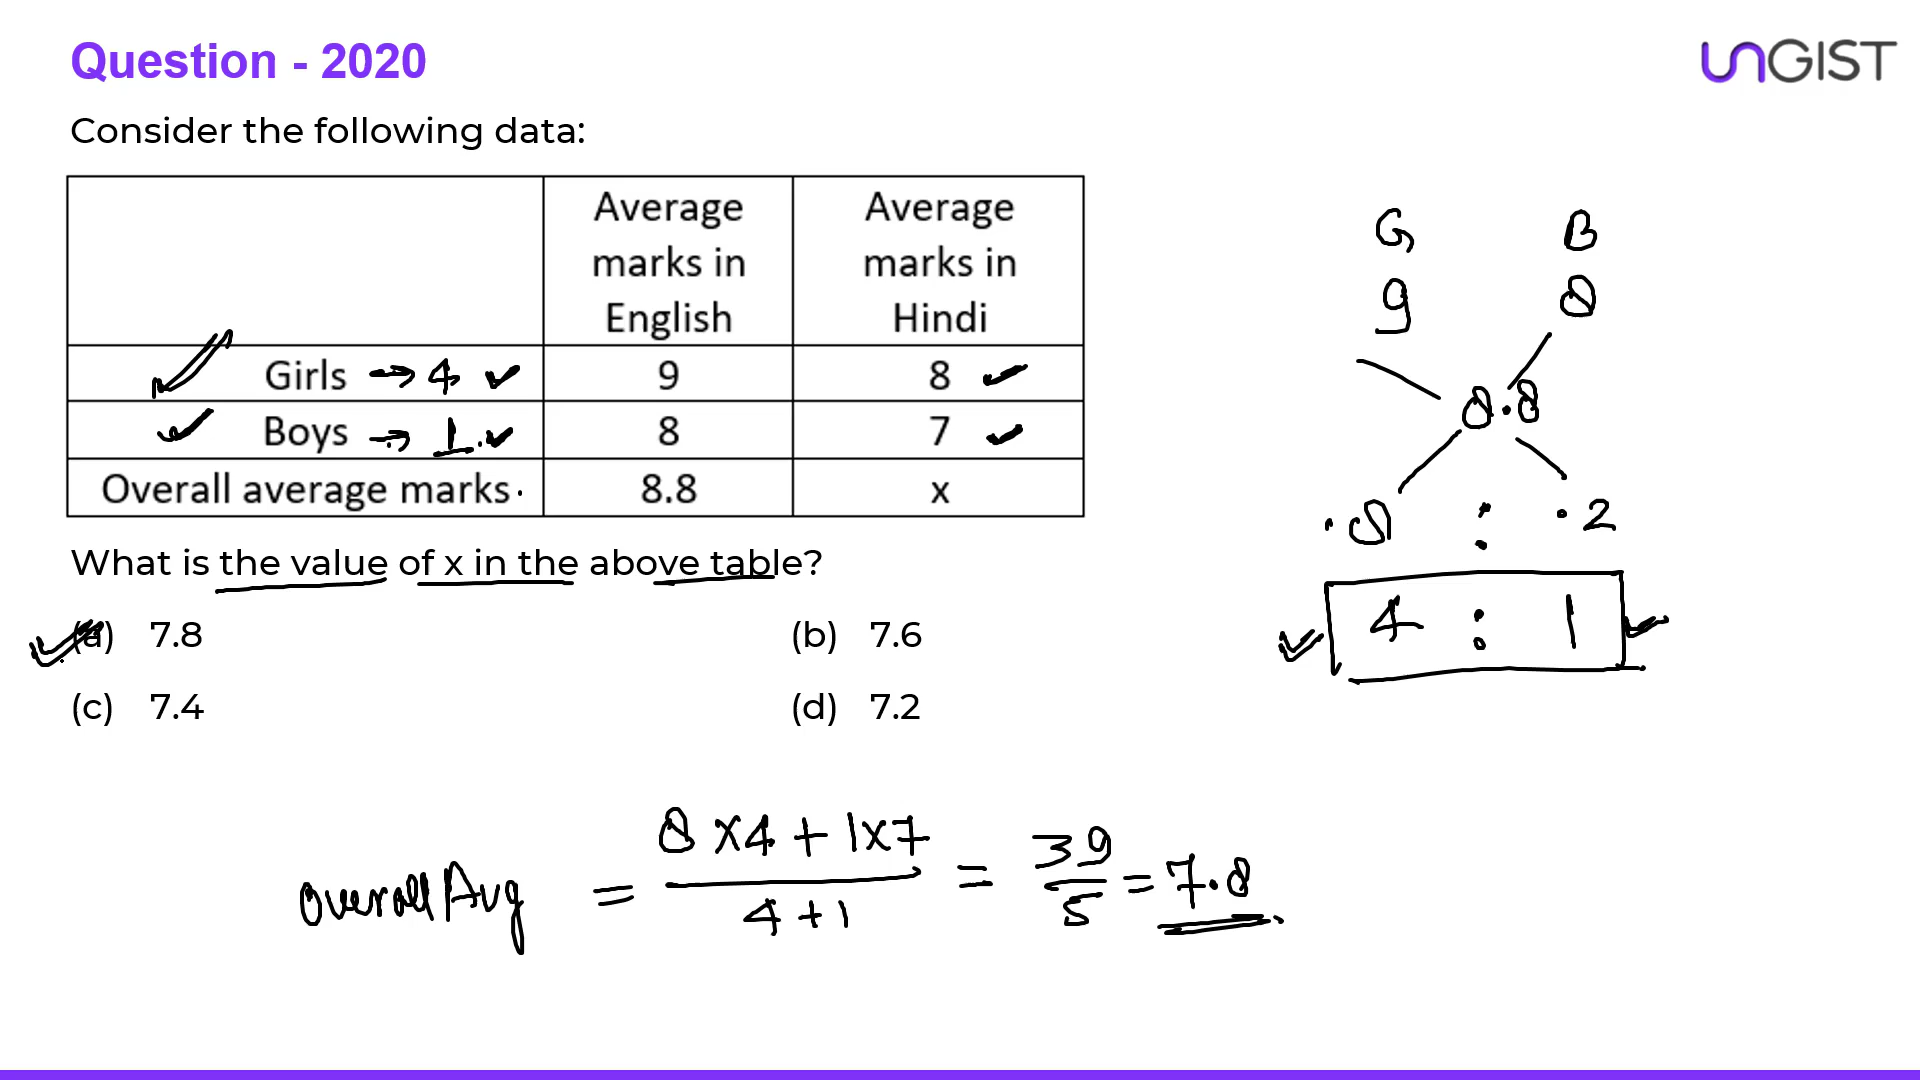 Question - 2020
UNGIST
Consider the following data:
Average marks in English
Average marks in Hindi
Girls → 4 9 8
Boys → 1 8 7
Overall average marks 8.8 x
What is the value of x in the above table?
(a) 7.8
(b) 7.6
(c) 7.4
(d) 7.2
G B
9 8
8.8
.8 : .2
4 : 1
Overall Avg = 8 x 4 + 1 x 7 / 4 + 1 = 39 / 5 = 7.8